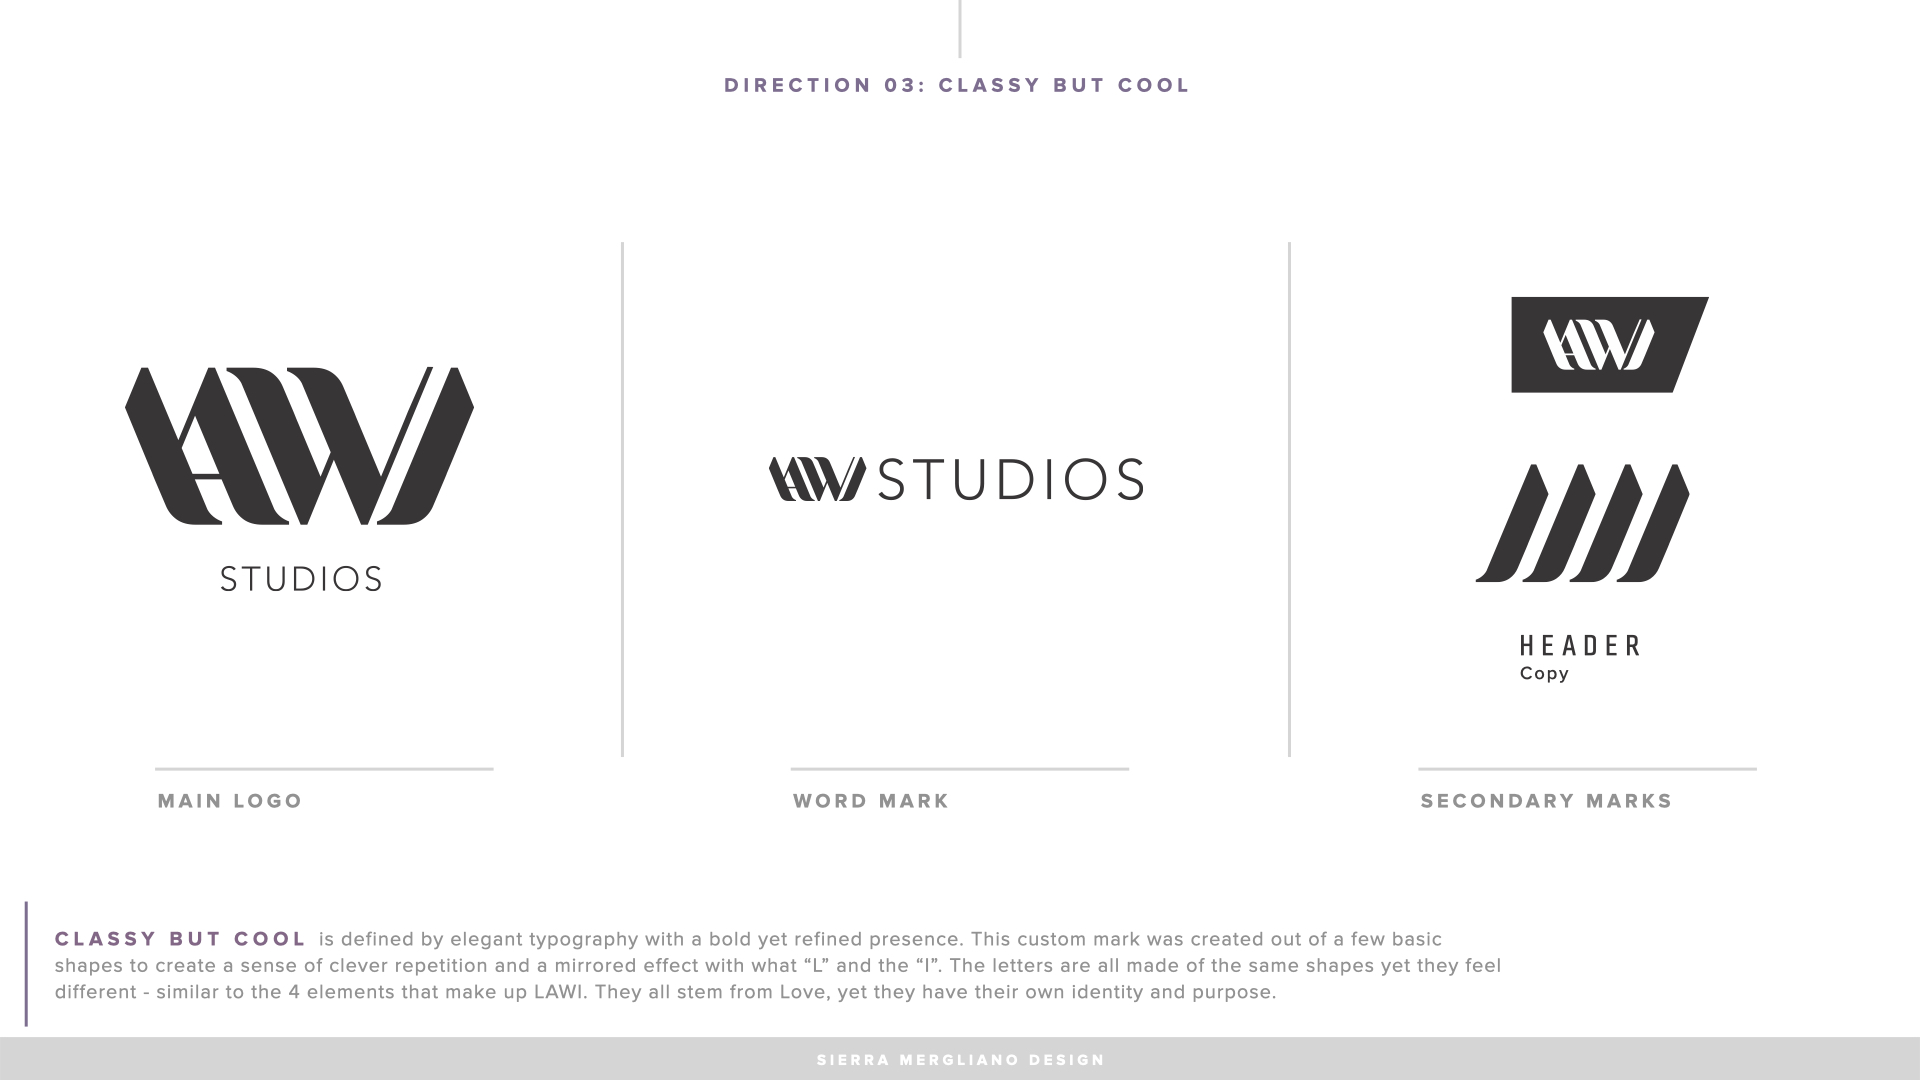 DIRECTION 03: CLASSY BUT COOL
LAWI
STUDIOS
LAWI STUDIOS
LAWI
HEADER
Copy
MAIN LOGO
WORD MARK
SECONDARY MARKS
CLASSY BUT COOL is defined by elegant typography with a bold yet refined presence. This custom mark was created out of a few basic
shapes to create a sense of clever repetition and a mirrored effect with what “L” and the “I”. The letters are all made of the same shapes yet they feel
different - similar to the 4 elements that make up LAWI. They all stem from Love, yet they have their own identity and purpose.
SIERRA MERGLIANO DESIGN